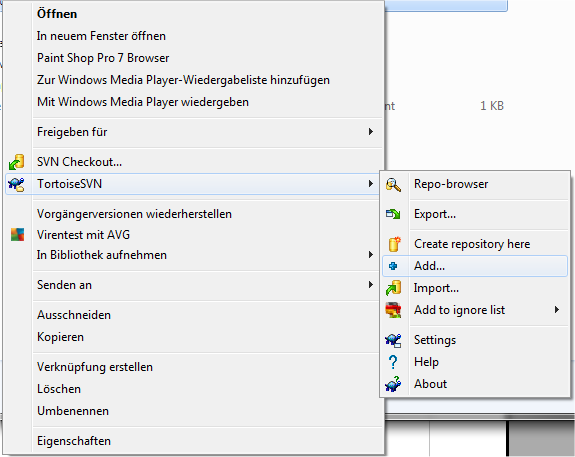 Öffnen
In neuem Fenster öffnen
Paint Shop Pro 7 Browser
Zur Windows Media Player-Wiedergabeliste hinzufügen
Mit Windows Media Player wiedergeben
1 KB
Freigeben für
SVN Checkout...
TortoiseSVN
Vorgängerversionen wiederherstellen
Virentest mit AVG
In Bibliothek aufnehmen
Senden an
Ausschneiden
Kopieren
Verknüpfung erstellen
Löschen
Umbenennen
Eigenschaften
Repo-browser
Export...
Create repository here
Add...
Import...
Add to ignore list
Settings
Help
About